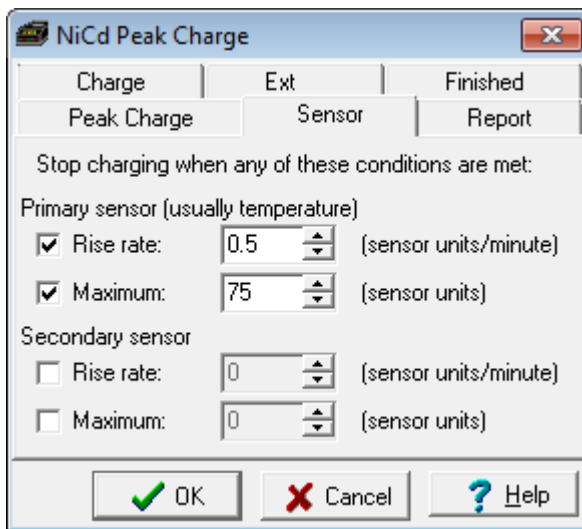 NiCd Peak Charge
Charge Ext Finished
Peak Charge Sensor Report
Stop charging when any of these conditions are met:
Primary sensor (usually temperature)
Rise rate: 0.5 (sensor units/minute)
Maximum: 75 (sensor units)
Secondary sensor
Rise rate: 0 (sensor units/minute)
Maximum: 0 (sensor units)
OK Cancel Help